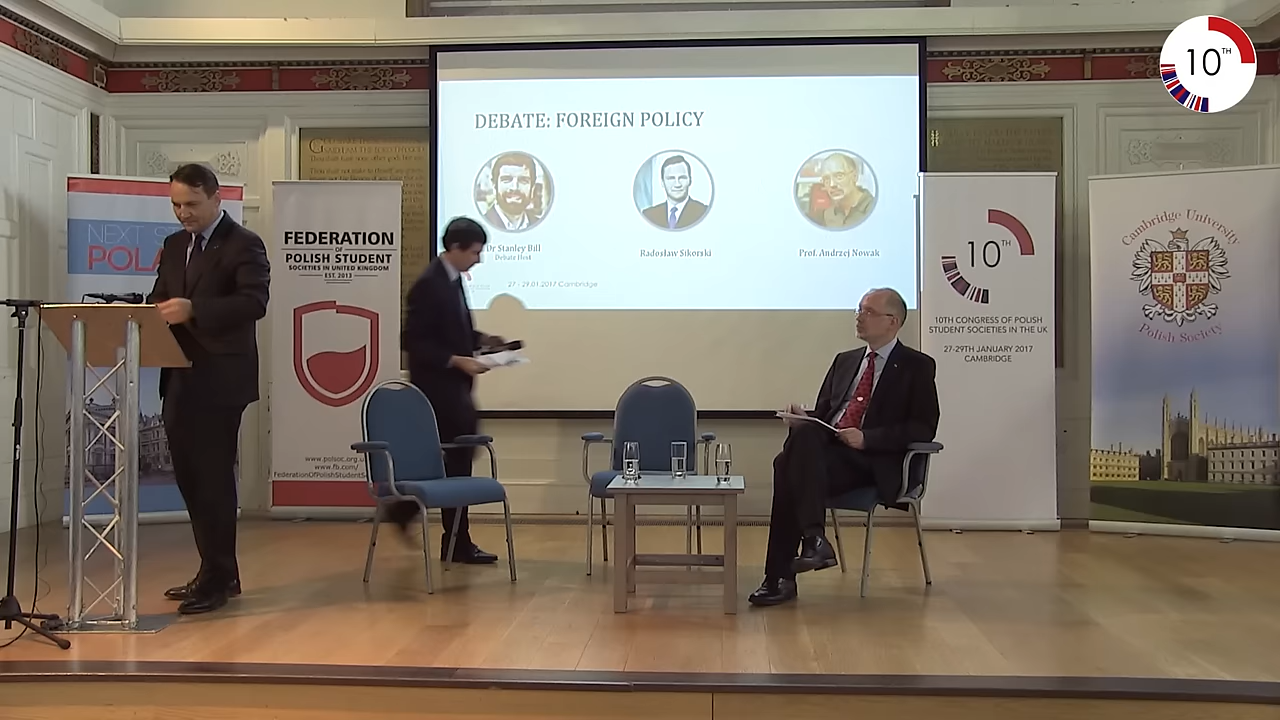 10TH
DEBATE: FOREIGN POLICY
Dr Stanley Bill
Debate Host
Radosław Sikorski
Prof. Andrzej Nowak
27 - 29.01.2017 Cambridge
NEXT ST
POLA
FEDERATION
OF
POLISH STUDENT
SOCIETIES IN UNITED KINGDOM
EST. 2013
www.polsoc.org.u
www.fb.com/
FederationOfPolishStudentS
10TH
10TH CONGRESS OF POLISH
STUDENT SOCIETIES IN THE UK
27-29TH JANUARY 2017
CAMBRIDGE
Cambridge University
Polish Society